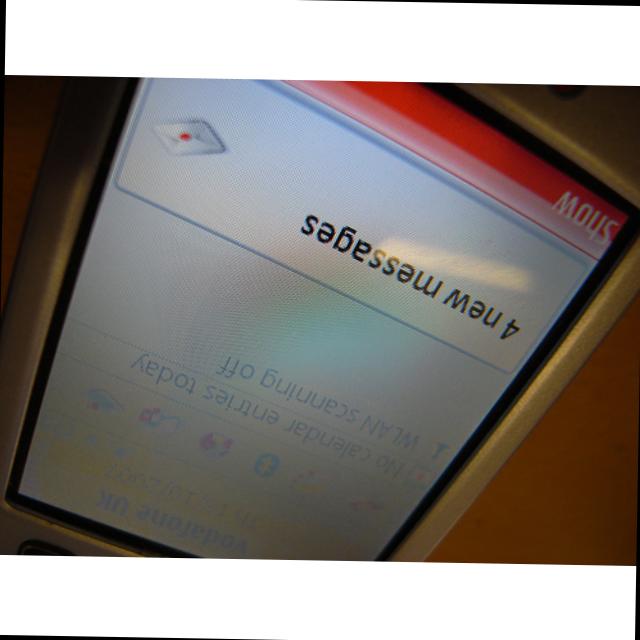 vodafone UK
No calendar entries today
WLAN scanning off
4 new messages
Show